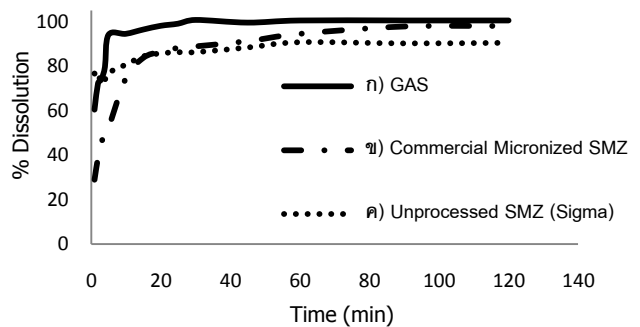 % Dissolution
120
100
80
60
40
20
0
ก) GAS
ข) Commercial Micronized SMZ
ค) Unprocessed SMZ (Sigma)
0 20 40 60 80 100 120 140
Time (min)